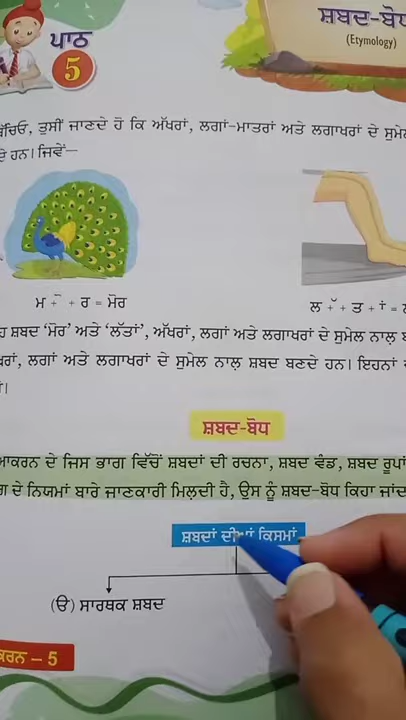 ਪਾਠ
5
ਸ਼ਬਦ-ਬੋਧ
(Etymology)
ਬੱਚਿਓ, ਤੁਸੀਂ ਜਾਣਦੇ ਹੋ ਕਿ ਅੱਖਰਾਂ, ਲਗਾਂ-ਮਾਤਰਾਂ ਅਤੇ ਲਗਾਖਰਾਂ ਦੇ ਸੁਮੇਲ
ਹਨ। ਜਿਵੇਂ—
ਮ + ੋ + ਰ = ਮੋਰ
ਲ + ੱ + ਤ + ਾਂ =
ਸ਼ਬਦ 'ਮੋਰ' ਅਤੇ 'ਲੱਤਾਂ', ਅੱਖਰਾਂ, ਲਗਾਂ ਅਤੇ ਲਗਾਖਰਾਂ ਦੇ ਸੁਮੇਲ ਨਾਲ਼
ਲਗਾਂ ਅਤੇ ਲਗਾਖਰਾਂ ਦੇ ਸੁਮੇਲ ਨਾਲ਼ ਸ਼ਬਦ ਬਣਦੇ ਹਨ। ਇਹਨਾਂ
ਸ਼ਬਦ-ਬੋਧ
ਦੇ ਜਿਸ ਭਾਗ ਵਿੱਚੋਂ ਸ਼ਬਦਾਂ ਦੀ ਰਚਨਾ, ਸ਼ਬਦ ਵੰਡ, ਸ਼ਬਦ ਰੂਪਾਂ
ਦੇ ਨਿਯਮਾਂ ਬਾਰੇ ਜਾਣਕਾਰੀ ਮਿਲ਼ਦੀ ਹੈ, ਉਸ ਨੂੰ ਸ਼ਬਦ-ਬੋਧ ਕਿਹਾ ਜਾਂਦਾ
ਸ਼ਬਦਾਂ ਦੀਆਂ ਕਿਸਮਾਂ
(ੳ) ਸਾਰਥਕ ਸ਼ਬਦ
ਕਰਨ – 5